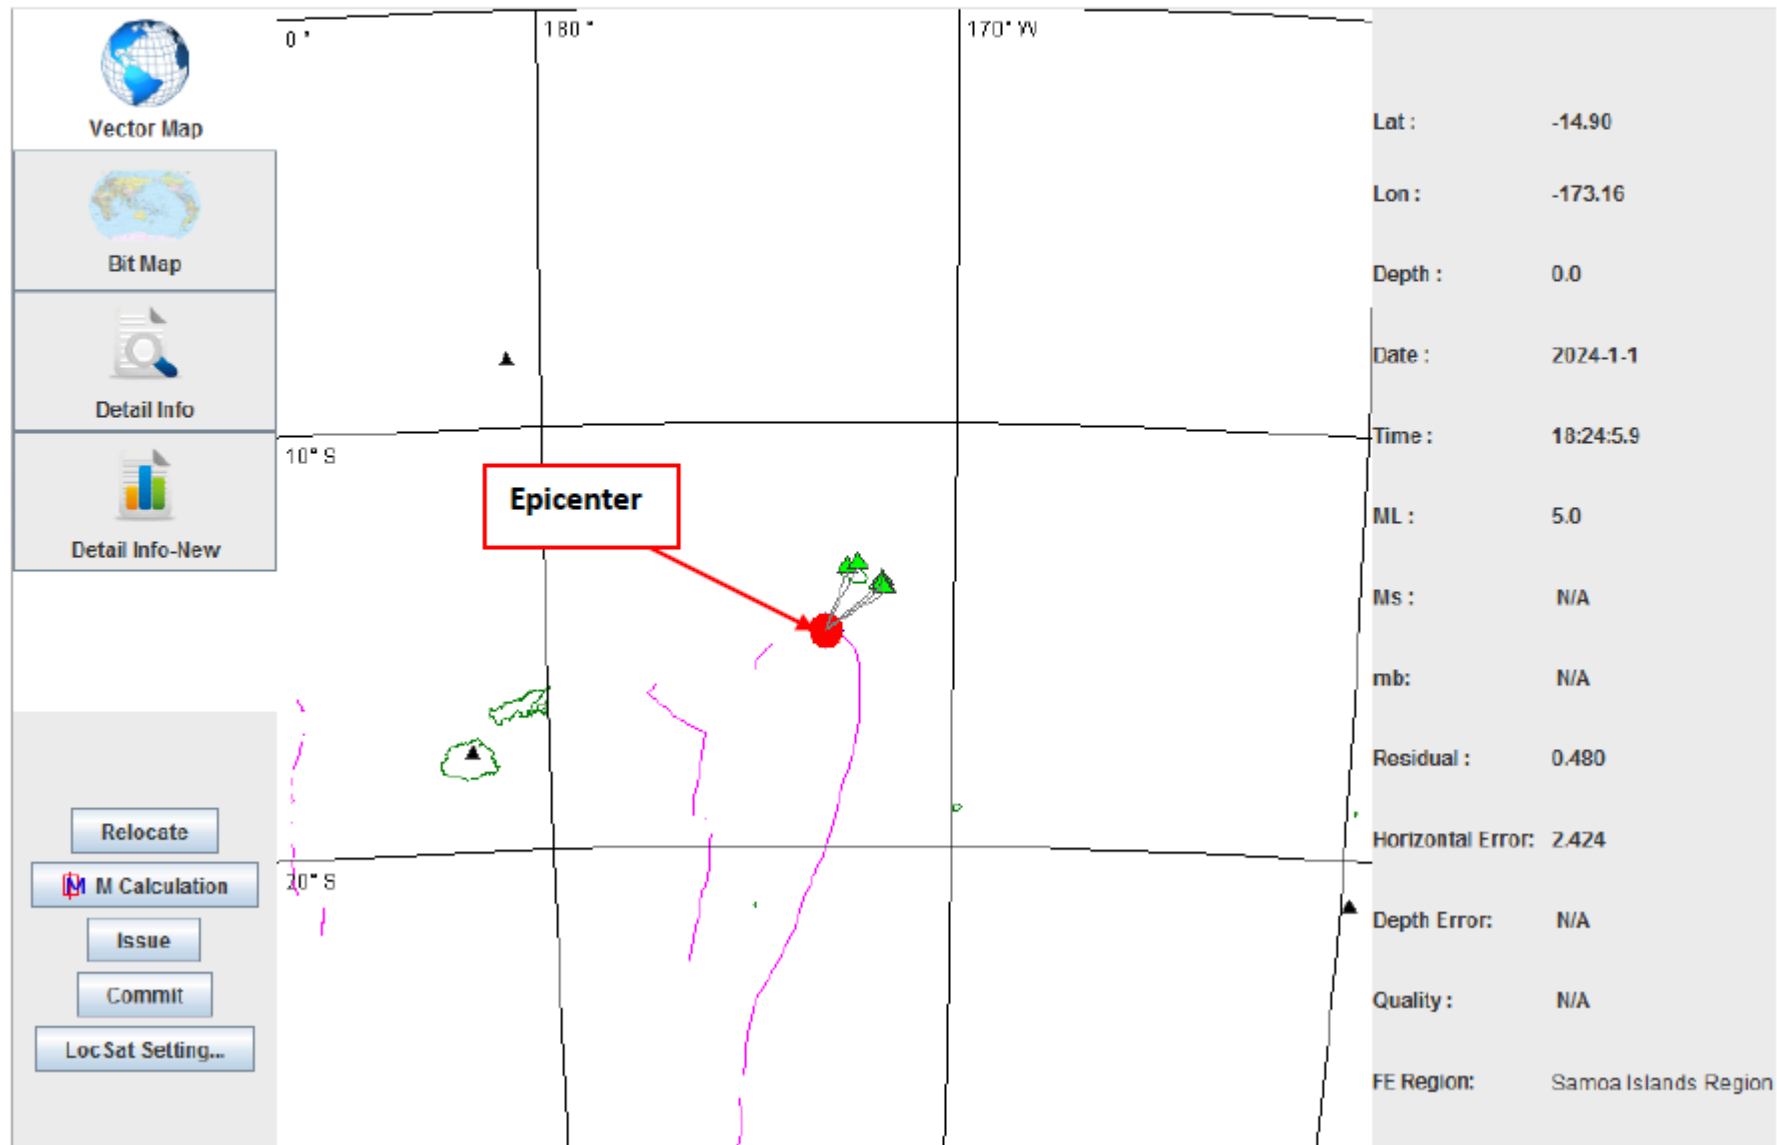 Vector Map
Bit Map
Detail Info
Detail Info-New
Relocate
M M Calculation
Issue
Commit
LocSat Setting...
0°
180°
170° W
10° S
20° S
Epicenter
Lat : -14.90
Lon : -173.16
Depth : 0.0
Date : 2024-1-1
Time : 18:24:5.9
ML : 5.0
Ms : N/A
mb: N/A
Residual : 0.480
Horizontal Error: 2.424
Depth Error: N/A
Quality : N/A
FE Region: Samoa Islands Region